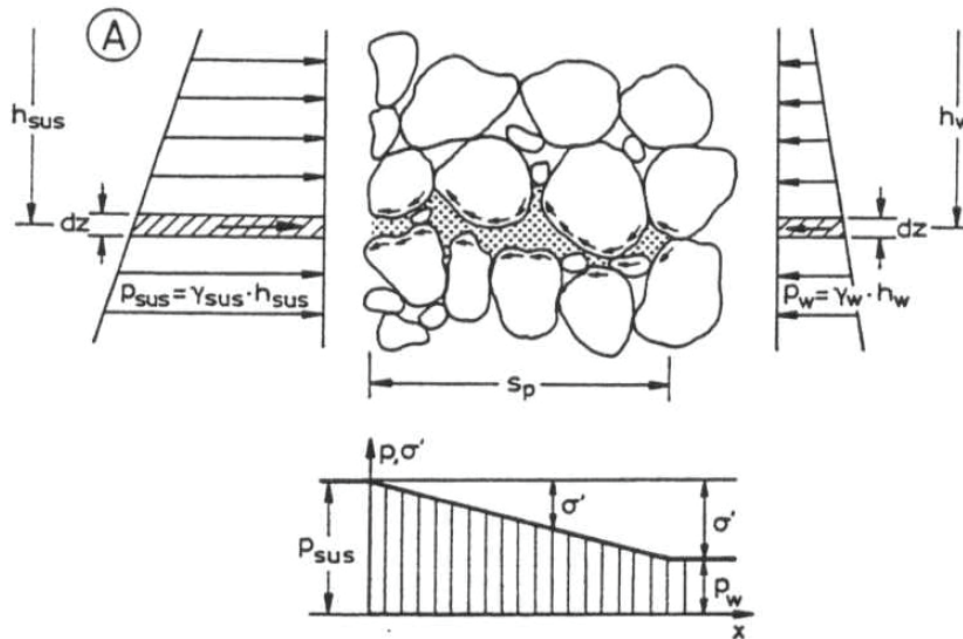 A
h_sus
h_w
dz
dz
p_sus = γ_sus · h_sus
p_w = γ_w · h_w
s_p
p,σ'
σ'
σ'
p_sus
p_w
x